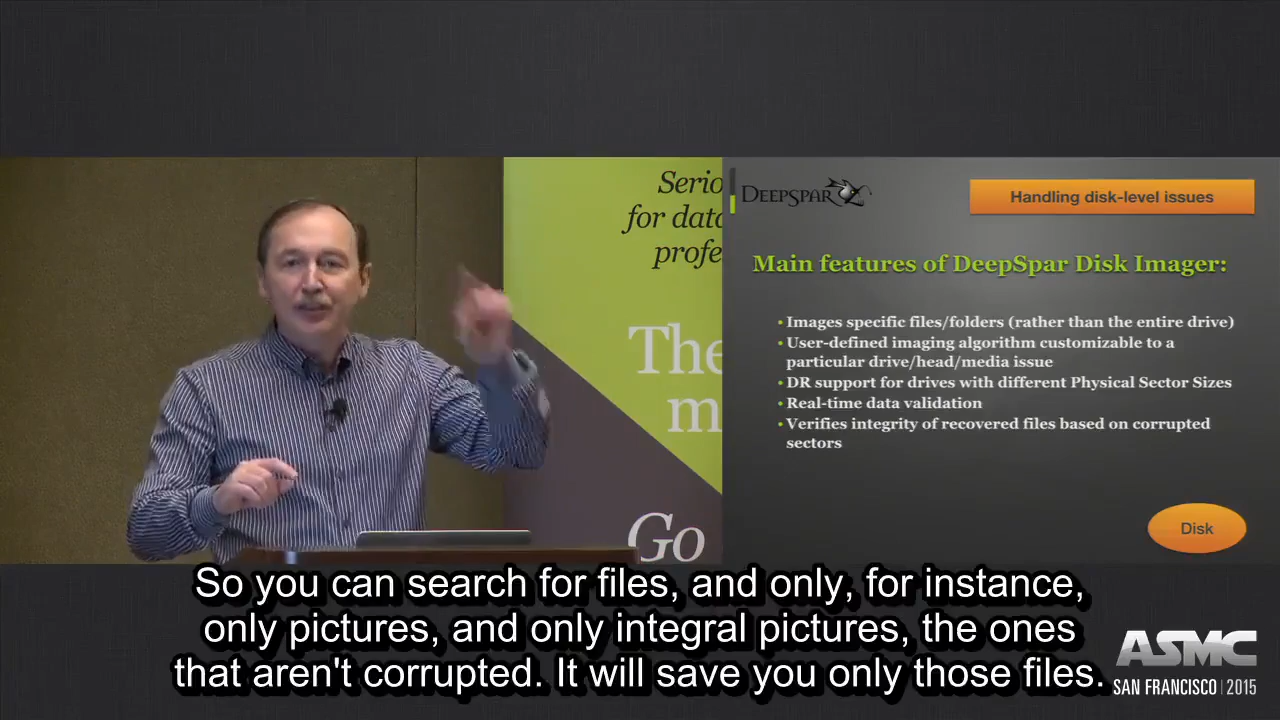 Serio
for data
profe
The
m
Go
DEEPSPAR
Handling disk-level issues
Main features of DeepSpar Disk Imager:
•Images specific files/folders (rather than the entire drive)
•User-defined imaging algorithm customizable to a
particular drive/head/media issue
•DR support for drives with different Physical Sector Sizes
•Real-time data validation
•Verifies integrity of recovered files based on corrupted
sectors
Disk
So you can search for files, and only, for instance,
only pictures, and only integral pictures, the ones
that aren't corrupted. It will save you only those files.
ASMC
SAN FRANCISCO | 2015